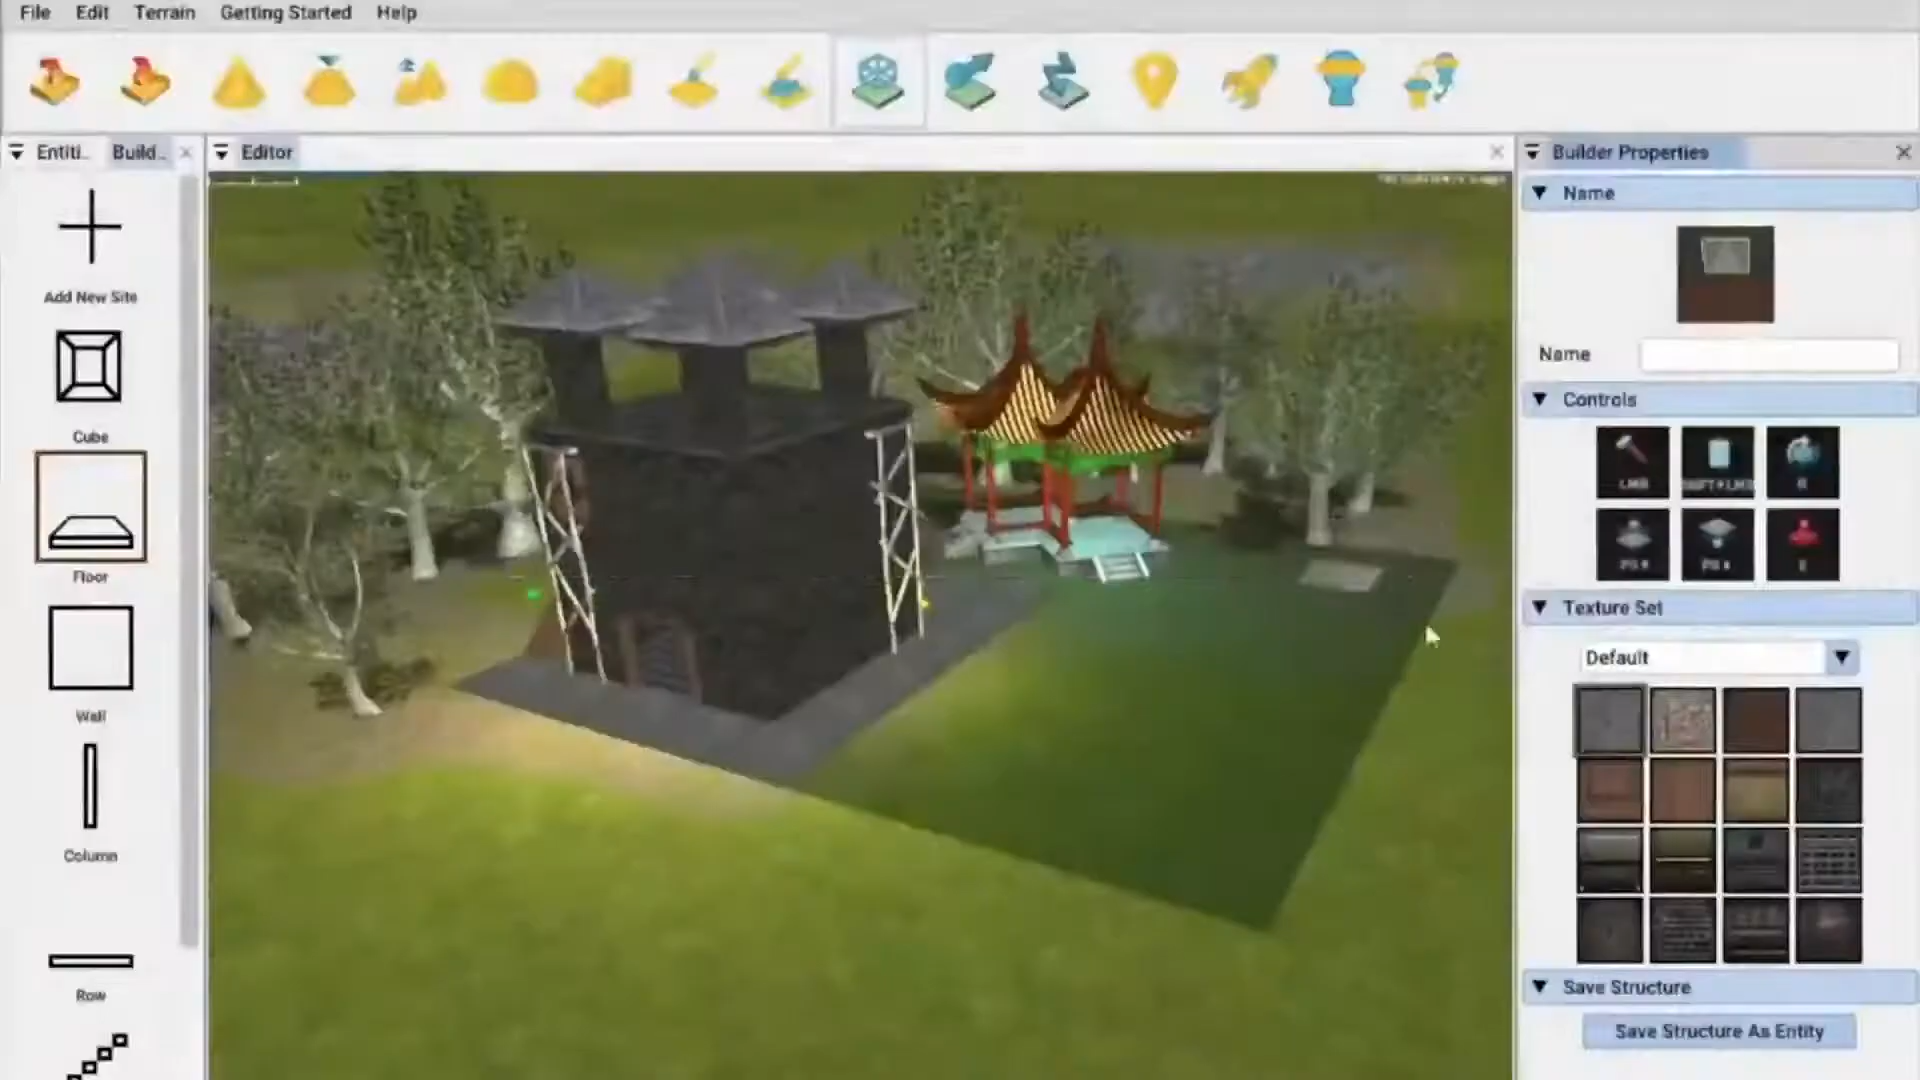 File Edit Terrain Getting Started Help
Entiti.. Build..
Editor
Builder Properties
Add New Site
Cube
Floor
Wall
Column
Row
Name
Name
Controls
LMB
Texture Set
Default
Save Structure
Save Structure As Entity